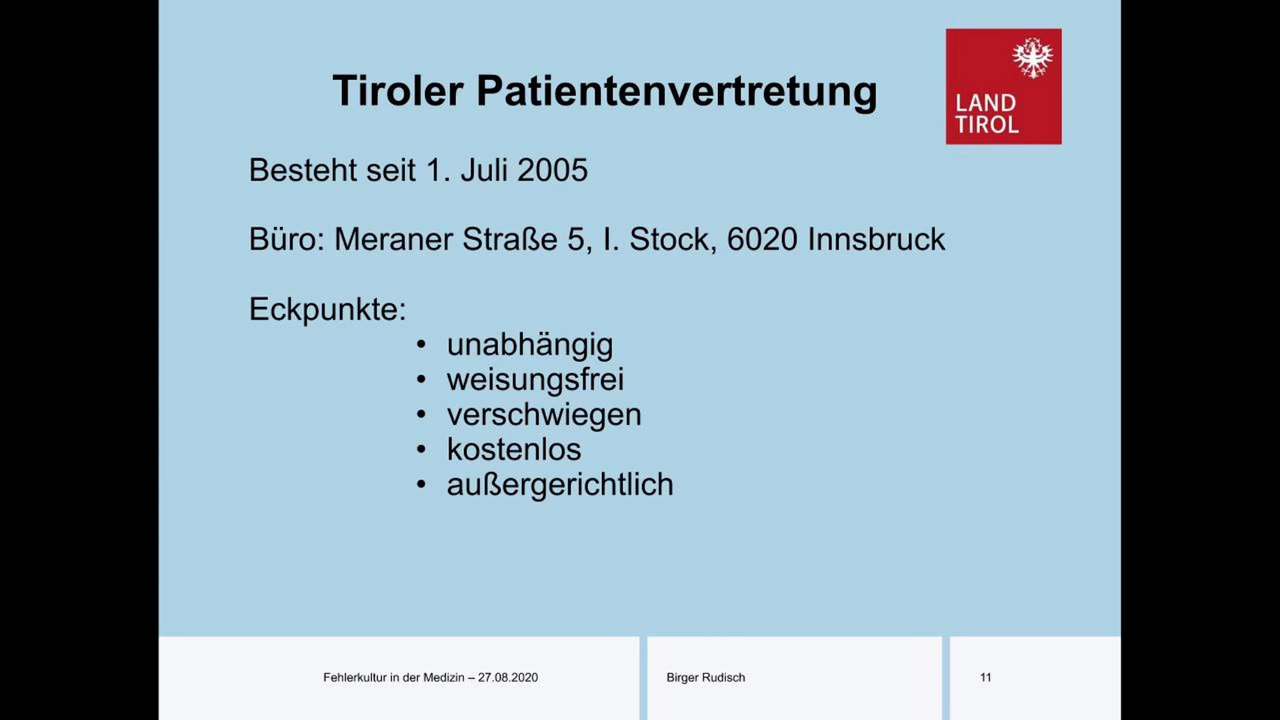 Tiroler Patientenvertretung
LAND
TIROL
Besteht seit 1. Juli 2005
Büro: Meraner Straße 5, I. Stock, 6020 Innsbruck
Eckpunkte:
• unabhängig
• weisungsfrei
• verschwiegen
• kostenlos
• außergerichtlich
Fehlerkultur in der Medizin – 27.08.2020
Birger Rudisch
11